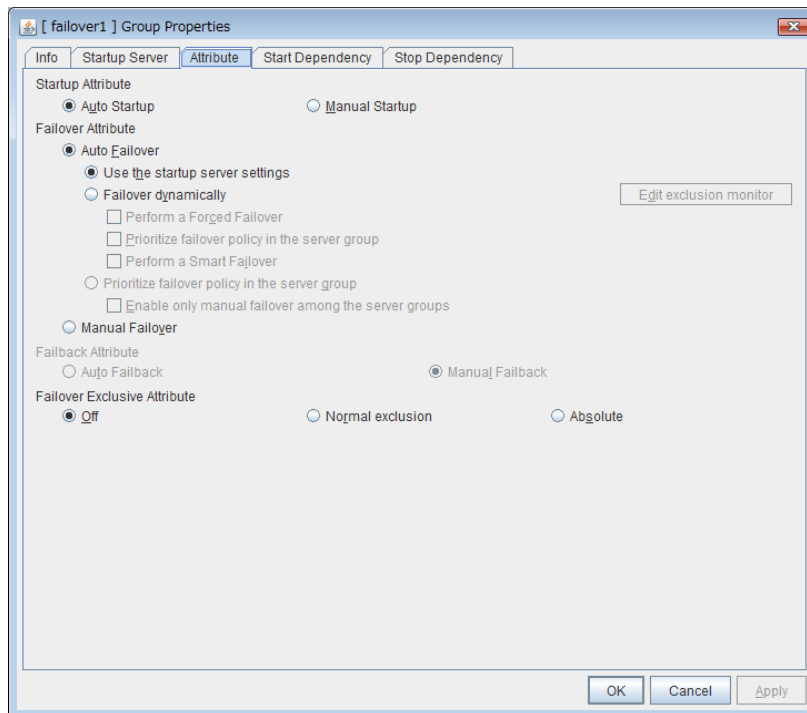 [ failover1 ] Group Properties
Info Startup Server Attribute Start Dependency Stop Dependency
Startup Attribute
Auto Startup Manual Startup
Failover Attribute
Auto Failover
Use the startup server settings
Failover dynamically Edit exclusion monitor
Perform a Forced Failover
Prioritize failover policy in the server group
Perform a Smart Failover
Prioritize failover policy in the server group
Enable only manual failover among the server groups
Manual Failover
Failback Attribute
Auto Failback Manual Failback
Failover Exclusive Attribute
Off Normal exclusion Absolute
OK Cancel Apply